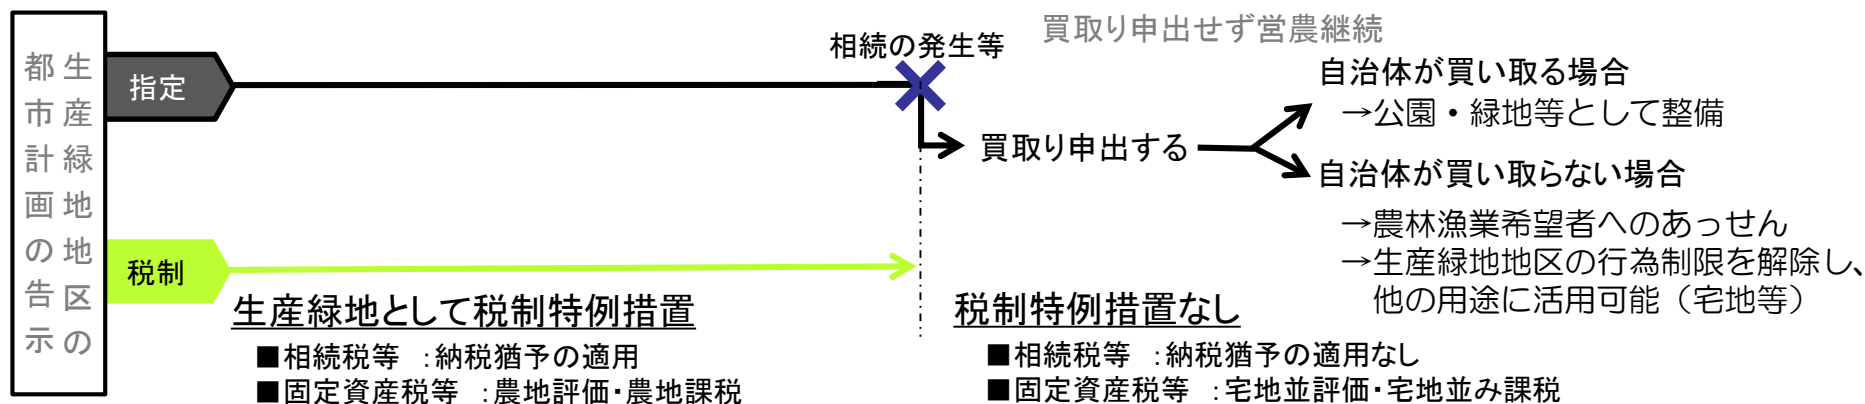 生産緑地地区の
都市計画の告示
指定
相続の発生等
買取り申出せず営農継続
買取り申出する
自治体が買い取る場合
→公園・緑地等として整備
自治体が買い取らない場合
→農林漁業希望者へのあっせん
→生産緑地地区の行為制限を解除し、
他の用途に活用可能（宅地等）
税制
生産緑地として税制特例措置
■相続税等　：納税猶予の適用
■固定資産税等　：農地評価・農地課税
税制特例措置なし
■相続税等　：納税猶予の適用なし
■固定資産税等　：宅地並評価・宅地並み課税